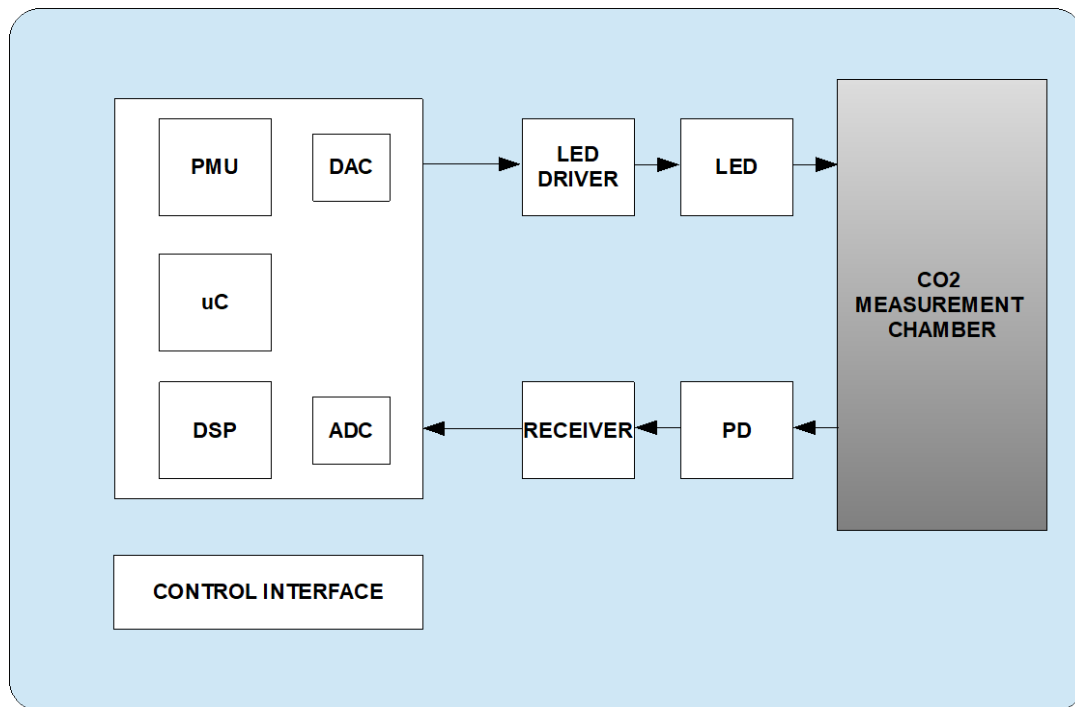 PMU
DAC
LED
DRIVER
LED
CO2
MEASUREMENT
CHAMBER
uC
DSP
ADC
RECEIVER
PD
CONTROL INTERFACE